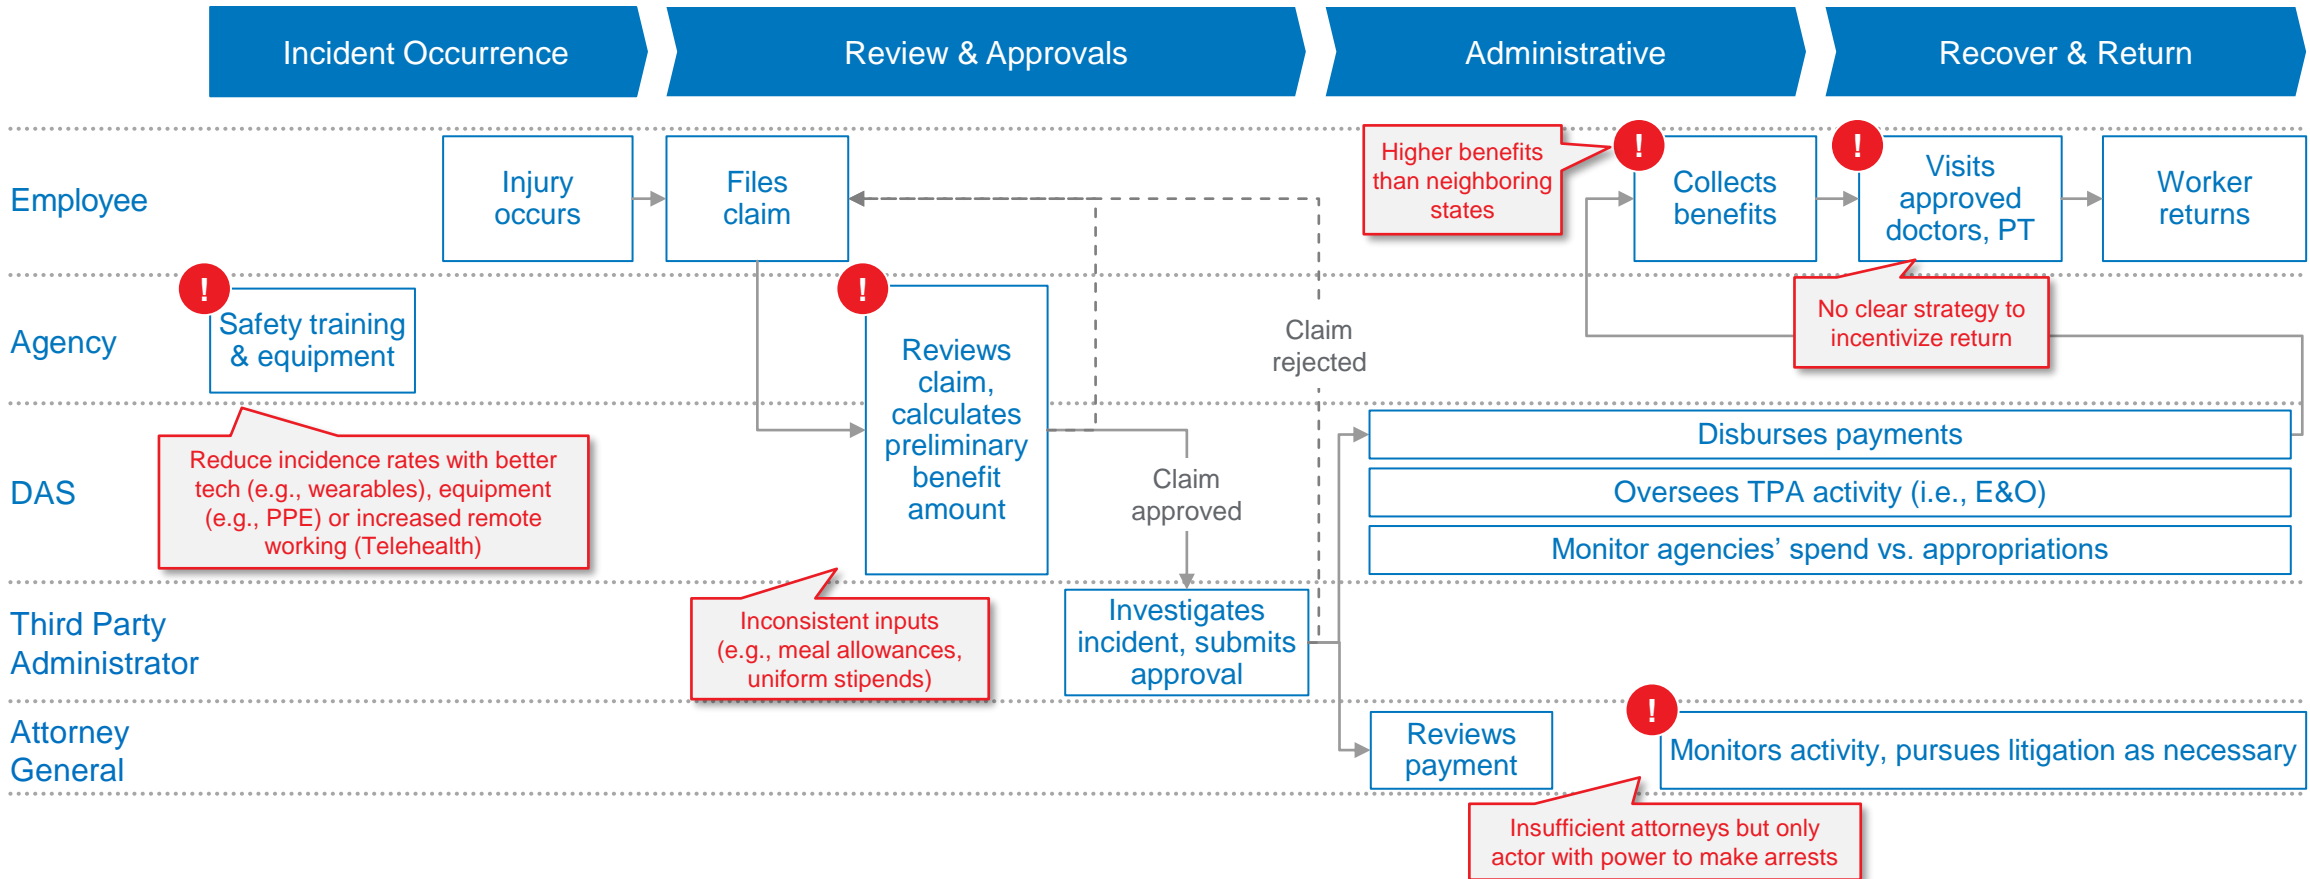 Incident Occurrence
Review & Approvals
Administrative
Recover & Return
Employee
Injury
occurs
Files
claim
Higher benefits
than neighboring
states
!
Collects
benefits
!
Visits
approved
doctors, PT
Worker
returns
Agency
!
Safety training
& equipment
!
Reviews
claim,
calculates
preliminary
benefit
amount
Claim
rejected
No clear strategy to
incentivize return
DAS
Reduce incidence rates with better
tech (e.g., wearables), equipment
(e.g., PPE) or increased remote
working (Telehealth)
Claim
approved
Disburses payments
Oversees TPA activity (i.e., E&O)
Monitor agencies’ spend vs. appropriations
Third Party
Administrator
Inconsistent inputs
(e.g., meal allowances,
uniform stipends)
Investigates
incident, submits
approval
Attorney
General
Reviews
payment
!
Monitors activity, pursues litigation as necessary
Insufficient attorneys but only
actor with power to make arrests